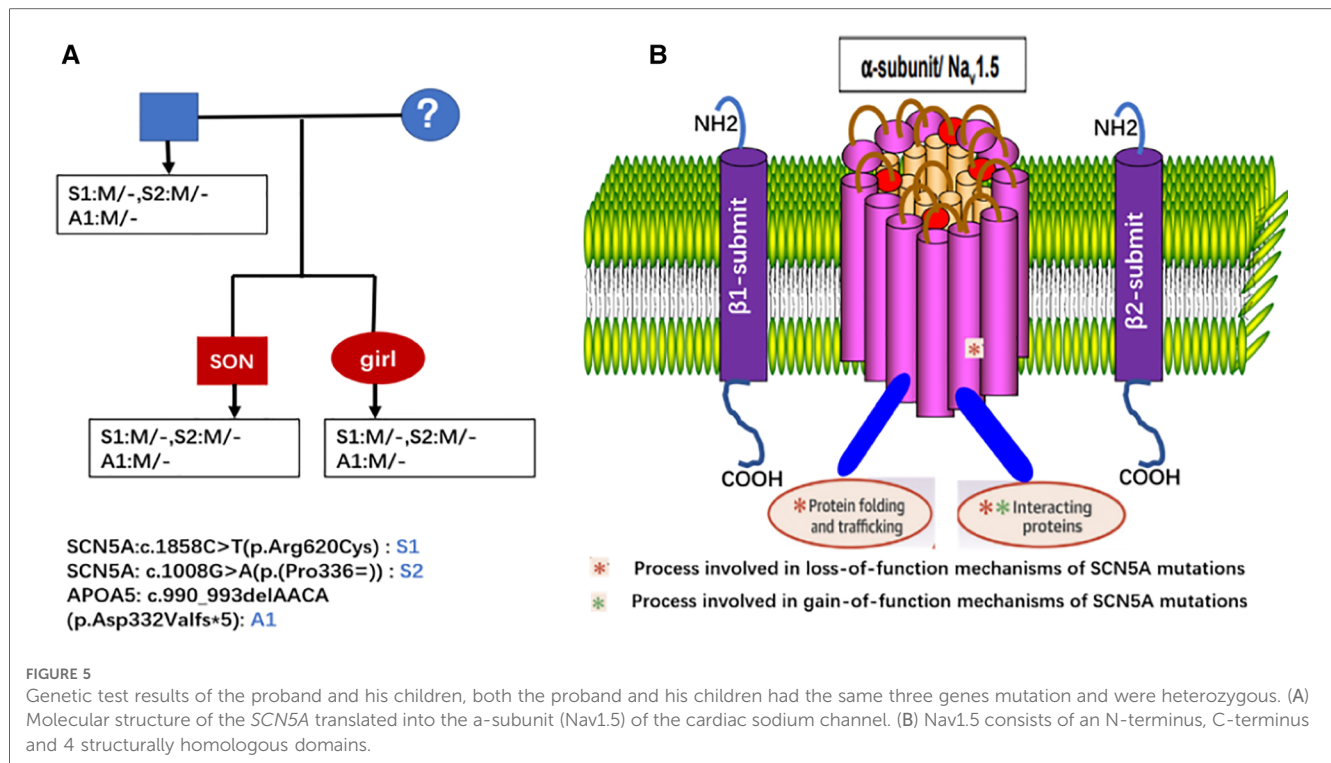 A
?
S1:M/-,S2:M/-
A1:M/-
SON
girl
S1:M/-,S2:M/-
A1:M/-
S1:M/-,S2:M/-
A1:M/-
SCN5A:c.1858C>T(p.Arg620Cys) : S1
SCN5A: c.1008G>A(p.(Pro336=)) : S2
APOA5: c.990_993delAACA
(p.Asp332Valfs*5): A1
B
α-subunit/ Nav1.5
NH2
NH2
β1-submit
β2-submit
COOH
COOH
*Protein folding
and trafficking
** Interacting
proteins
* Process involved in loss-of-function mechanisms of SCN5A mutations
* Process involved in gain-of-function mechanisms of SCN5A mutations
FIGURE 5
Genetic test results of the proband and his children, both the proband and his children had the same three genes mutation and were heterozygous. (A)
Molecular structure of the SCN5A translated into the a-subunit (Nav1.5) of the cardiac sodium channel. (B) Nav1.5 consists of an N-terminus, C-terminus
and 4 structurally homologous domains.